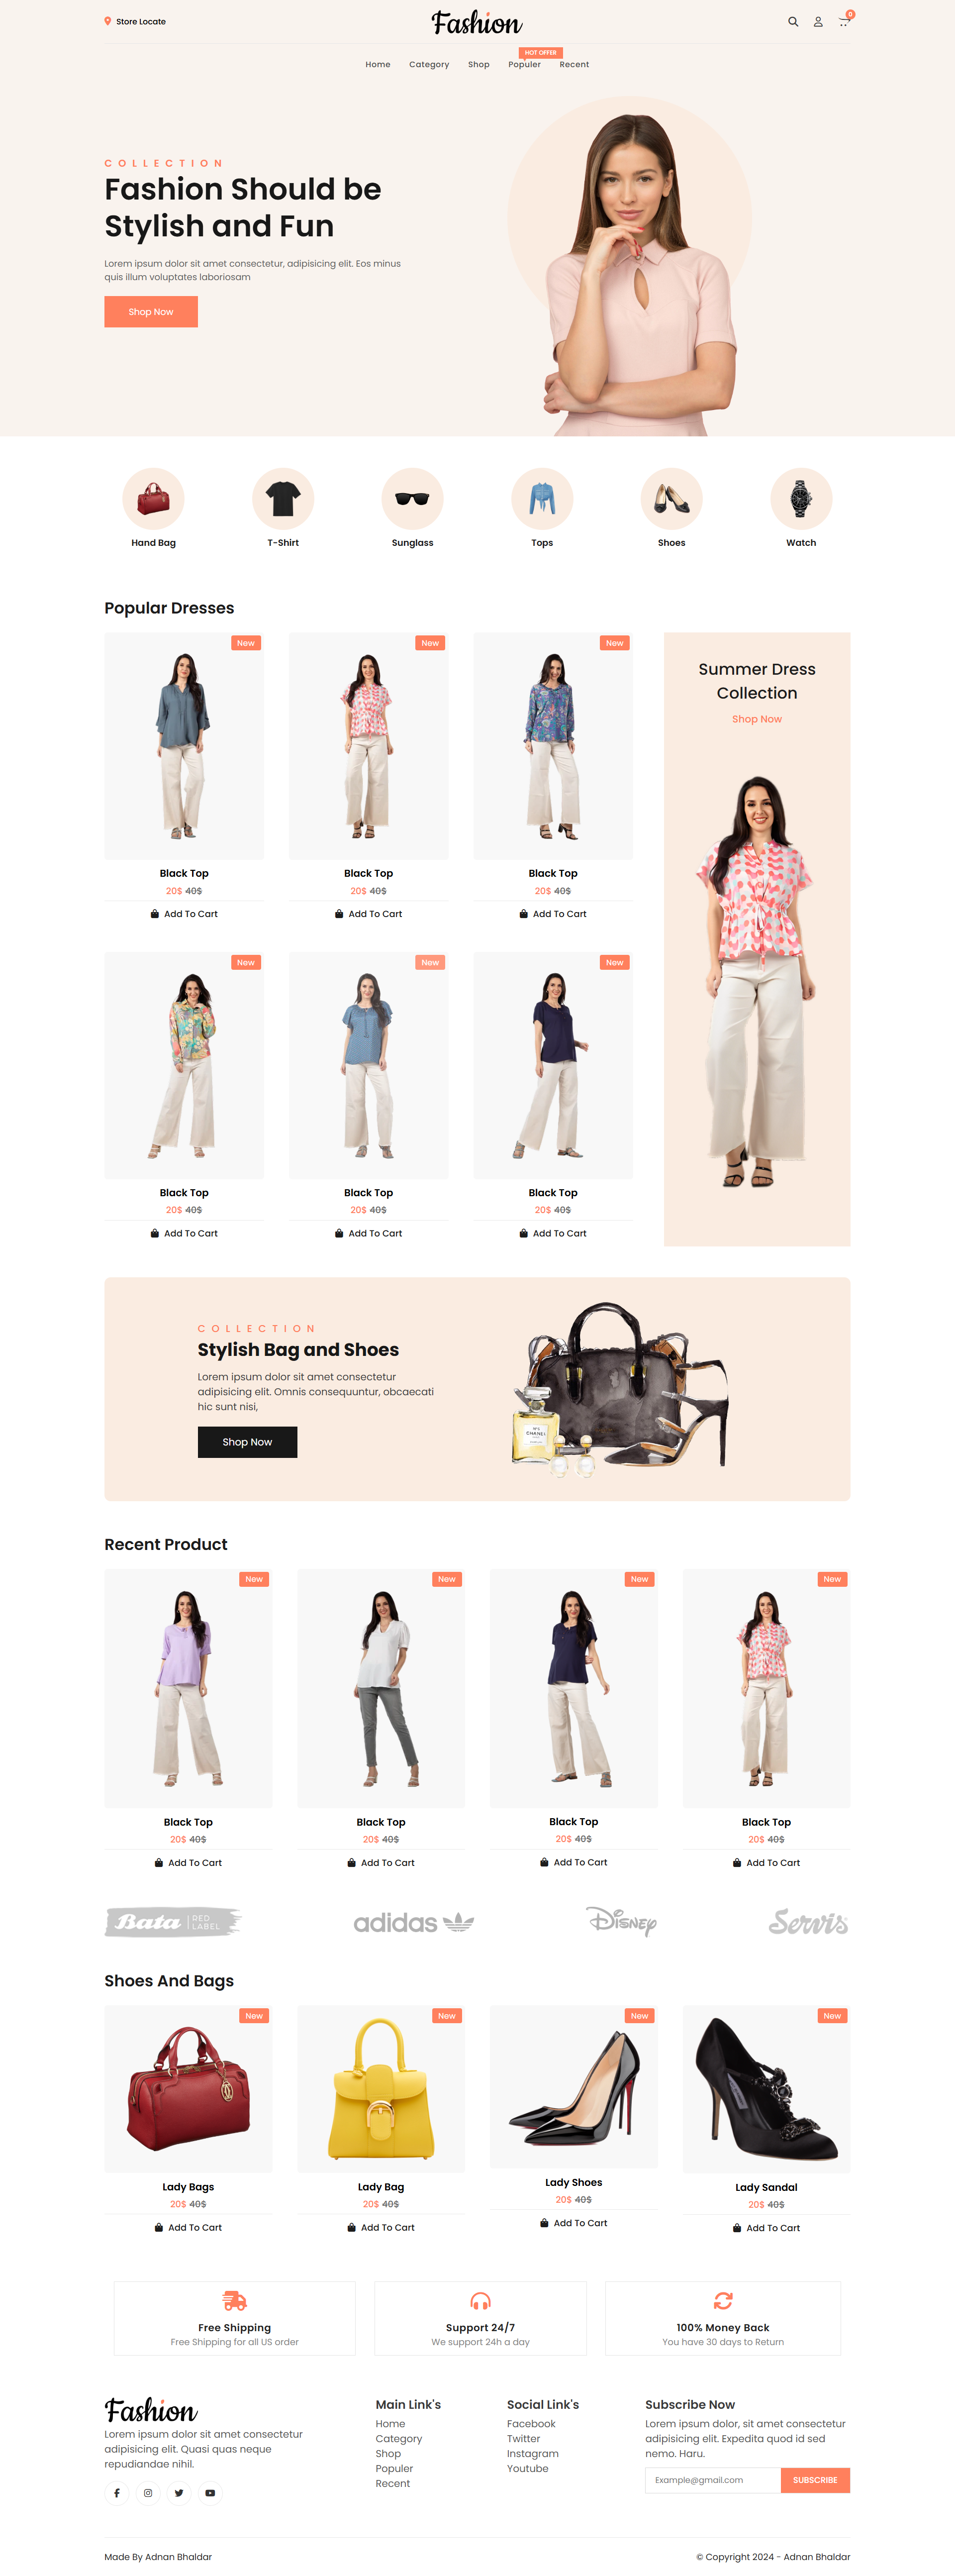 Store Locate
Fashion
0
HOT OFFER
Home Category Shop Populer Recent
COLLECTION
Fashion Should be
Stylish and Fun
Lorem ipsum dolor sit amet consectetur, adipisicing elit. Eos minus
quis illum voluptates laboriosam
Shop Now
Hand Bag
T-Shirt
Sunglass
Tops
Shoes
Watch
Popular Dresses
New
Black Top
20$ 40$
Add To Cart
New
Black Top
20$ 40$
Add To Cart
New
Black Top
20$ 40$
Add To Cart
New
Black Top
20$ 40$
Add To Cart
New
Black Top
20$ 40$
Add To Cart
New
Black Top
20$ 40$
Add To Cart
Summer Dress
Collection
Shop Now
COLLECTION
Stylish Bag and Shoes
Lorem ipsum dolor sit amet consectetur
adipisicing elit. Omnis consequuntur, obcaecati
hic sunt nisi,
Shop Now
N°5
CHANEL
Recent Product
New
Black Top
20$ 40$
Add To Cart
New
Black Top
20$ 40$
Add To Cart
New
Black Top
20$ 40$
Add To Cart
New
Black Top
20$ 40$
Add To Cart
Bata
RED
LABEL
adidas
Disney
Servis
Shoes And Bags
New
Lady Bags
20$ 40$
Add To Cart
New
Lady Bag
20$ 40$
Add To Cart
New
Lady Shoes
20$ 40$
Add To Cart
New
Lady Sandal
20$ 40$
Add To Cart
Free Shipping
Free Shipping for all US order
Support 24/7
We support 24h a day
100% Money Back
You have 30 days to Return
Fashion
Lorem ipsum dolor sit amet consectetur
adipisicing elit. Quasi quas neque
repudiandae nihil.
Main Link's
Home
Category
Shop
Populer
Recent
Social Link's
Facebook
Twitter
Instagram
Youtube
Subscribe Now
Lorem ipsum dolor, sit amet consectetur
adipisicing elit. Expedita quod id sed
nemo. Haru.
Example@gmail.com
SUBSCRIBE
Made By Adnan Bhaldar
© Copyright 2024 - Adnan Bhaldar